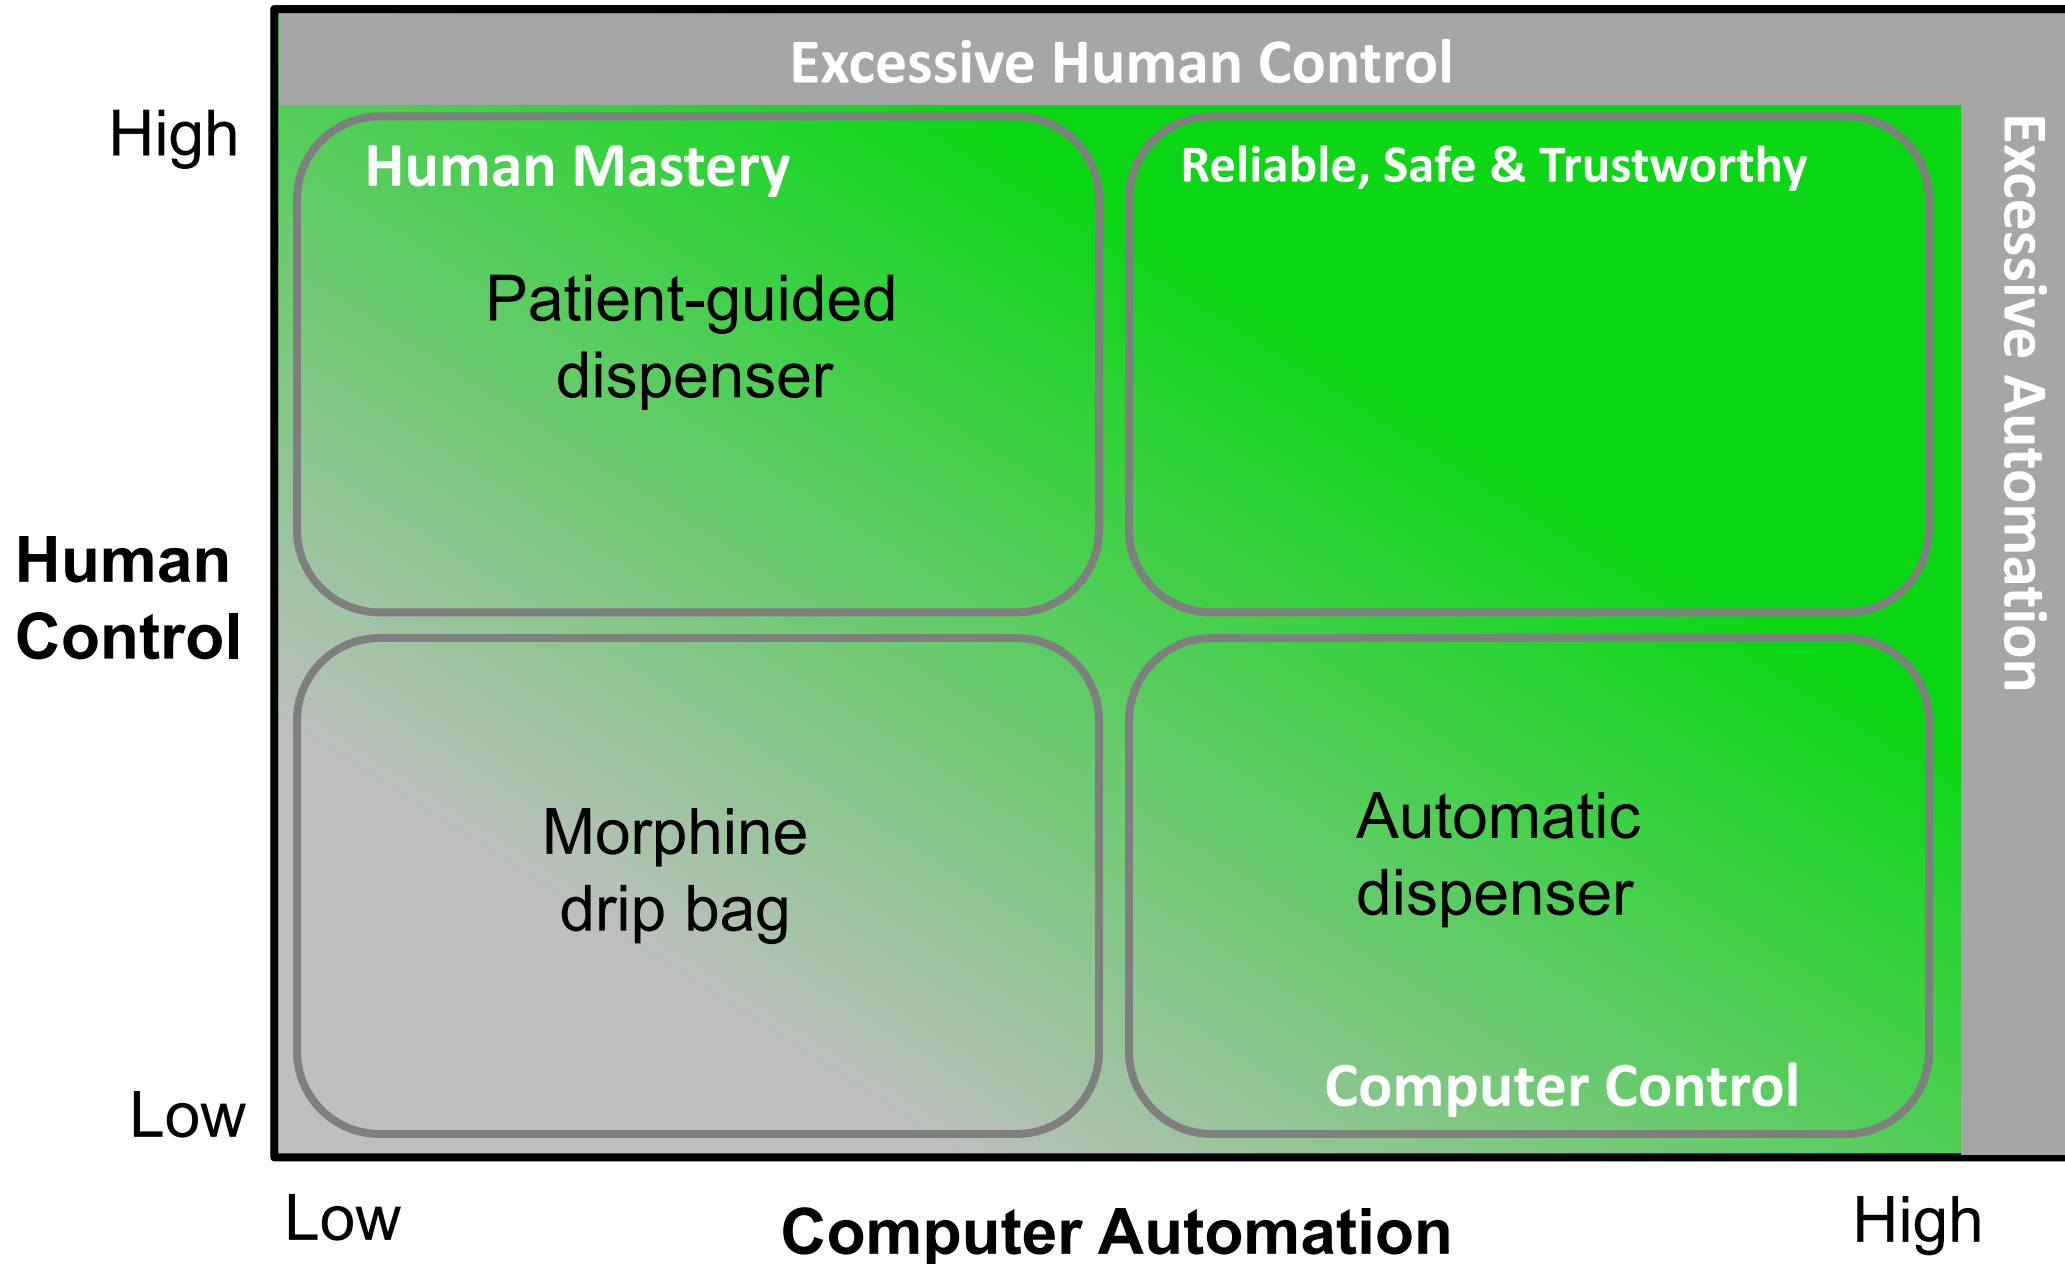 Excessive Human Control
High
Human Mastery
Reliable, Safe & Trustworthy
Excessive Automation
Patient-guided
dispenser
Human
Control
Morphine
drip bag
Automatic
dispenser
Computer Control
Low
Low
Computer Automation
High